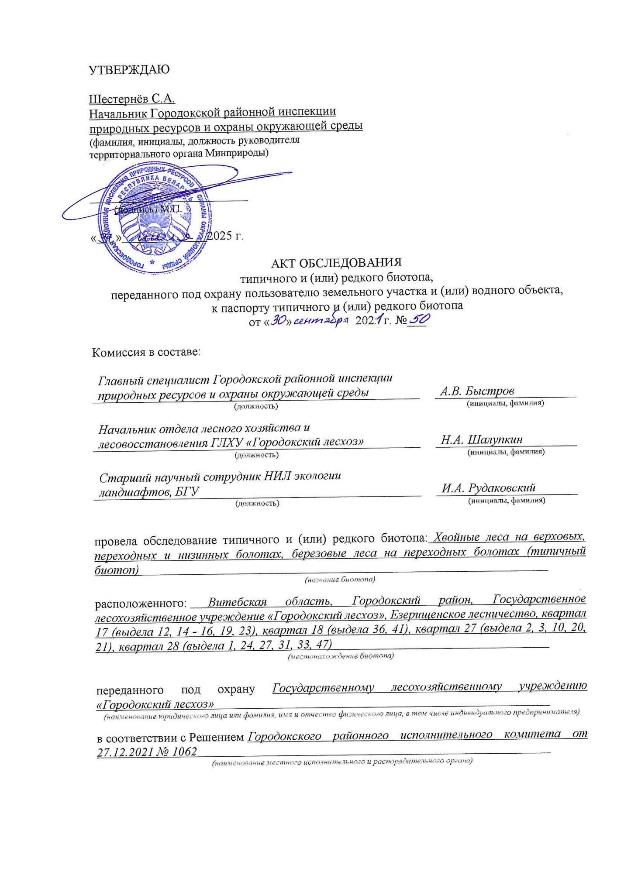 УТВЕРЖДАЮ
Шестернёв С.А.
Начальник Городокской районной инспекции
природных ресурсов и охраны окружающей среды
(фамилия, инициалы, должность руководителя
территориального органа Минприроды)
(подпись) М.П.
2025 г.
АКТ ОБСЛЕДОВАНИЯ
типичного и (или) редкого биотопа,
переданного под охрану пользователю земельного участка и (или) водного объекта,
к паспорту типичного и (или) редкого биотопа
от «30» сентября 2021 г. № 50
Комиссия в составе:
Главный специалист Городокской районной инспекции
природных ресурсов и охраны окружающей среды А.В. Быстров
(должность) (инициалы, фамилия)
Начальник отдела лесного хозяйства и
лесовосстановления ГЛХУ «Городокский лесхоз» Н.А. Шалупкин
(должность) (инициалы, фамилия)
Старший научный сотрудник НИЛ экологии
ландшафтов, БГУ И.А. Рудаковский
(должность) (инициалы, фамилия)
провела обследование типичного и (или) редкого биотопа: Хвойные леса на верховых,
переходных и низинных болотах, березовые леса на переходных болотах (типичный
биотоп)
(название биотопа)
расположенного: Витебская область, Городокский район, Государственное
лесохозяйственное учреждение «Городокский лесхоз», Езерищенское лесничество, квартал
17 (выдела 12, 14 - 16, 19, 23), квартал 18 (выдела 36, 41), квартал 27 (выдела 2, 3, 10, 20,
21), квартал 28 (выдела 1, 24, 27, 31, 33, 47)
(местонахождения биотопа)
переданного под охрану Государственному лесохозяйственному учреждению
«Городокский лесхоз»
(наименование юридического лица или фамилия, имя и отчество физического лица, в том числе индивидуального предпринимателя)
в соответствии с Решением Городокского районного исполнительного комитета от
27.12.2021 № 1062
(наименование местного исполнительного и распорядительного органа)